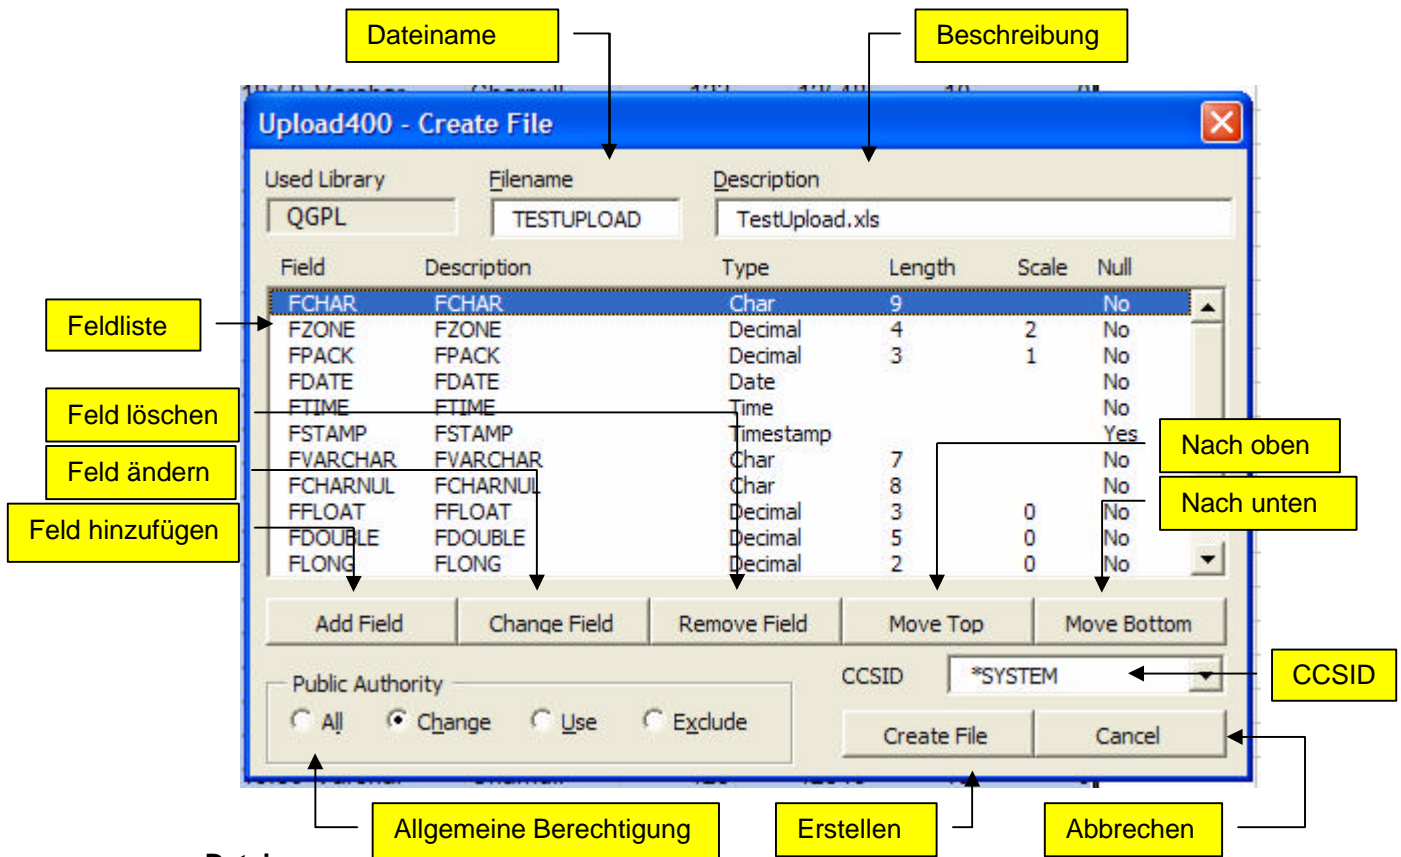 Dateiname
Beschreibung
Upload400 - Create File
Used Library Filename Description
QGPL TESTUPLOAD TestUpload.xls
Field Description Type Length Scale Null
FCHAR FCHAR Char 9 No
Feldliste
FZONE FZONE Decimal 4 2 No
FPACK FPACK Decimal 3 1 No
FDATE FDATE Date No
Feld löschen
FTIME FTIME Time No
FSTAMP FSTAMP Timestamp Yes
Nach oben
Feld ändern
FVARCHAR FVARCHAR Char 7 No
FCHARNUL FCHARNUL Char 8 No
Nach unten
Feld hinzufügen
FFLOAT FFLOAT Decimal 3 0 No
FDOUBLE FDOUBLE Decimal 5 0 No
FLONG FLONG Decimal 2 0 No
Add Field Change Field Remove Field Move Top Move Bottom
CCSID *SYSTEM
CCSID
Public Authority
All Change Use Exclude
Create File Cancel
Allgemeine Berechtigung
Erstellen
Abbrechen